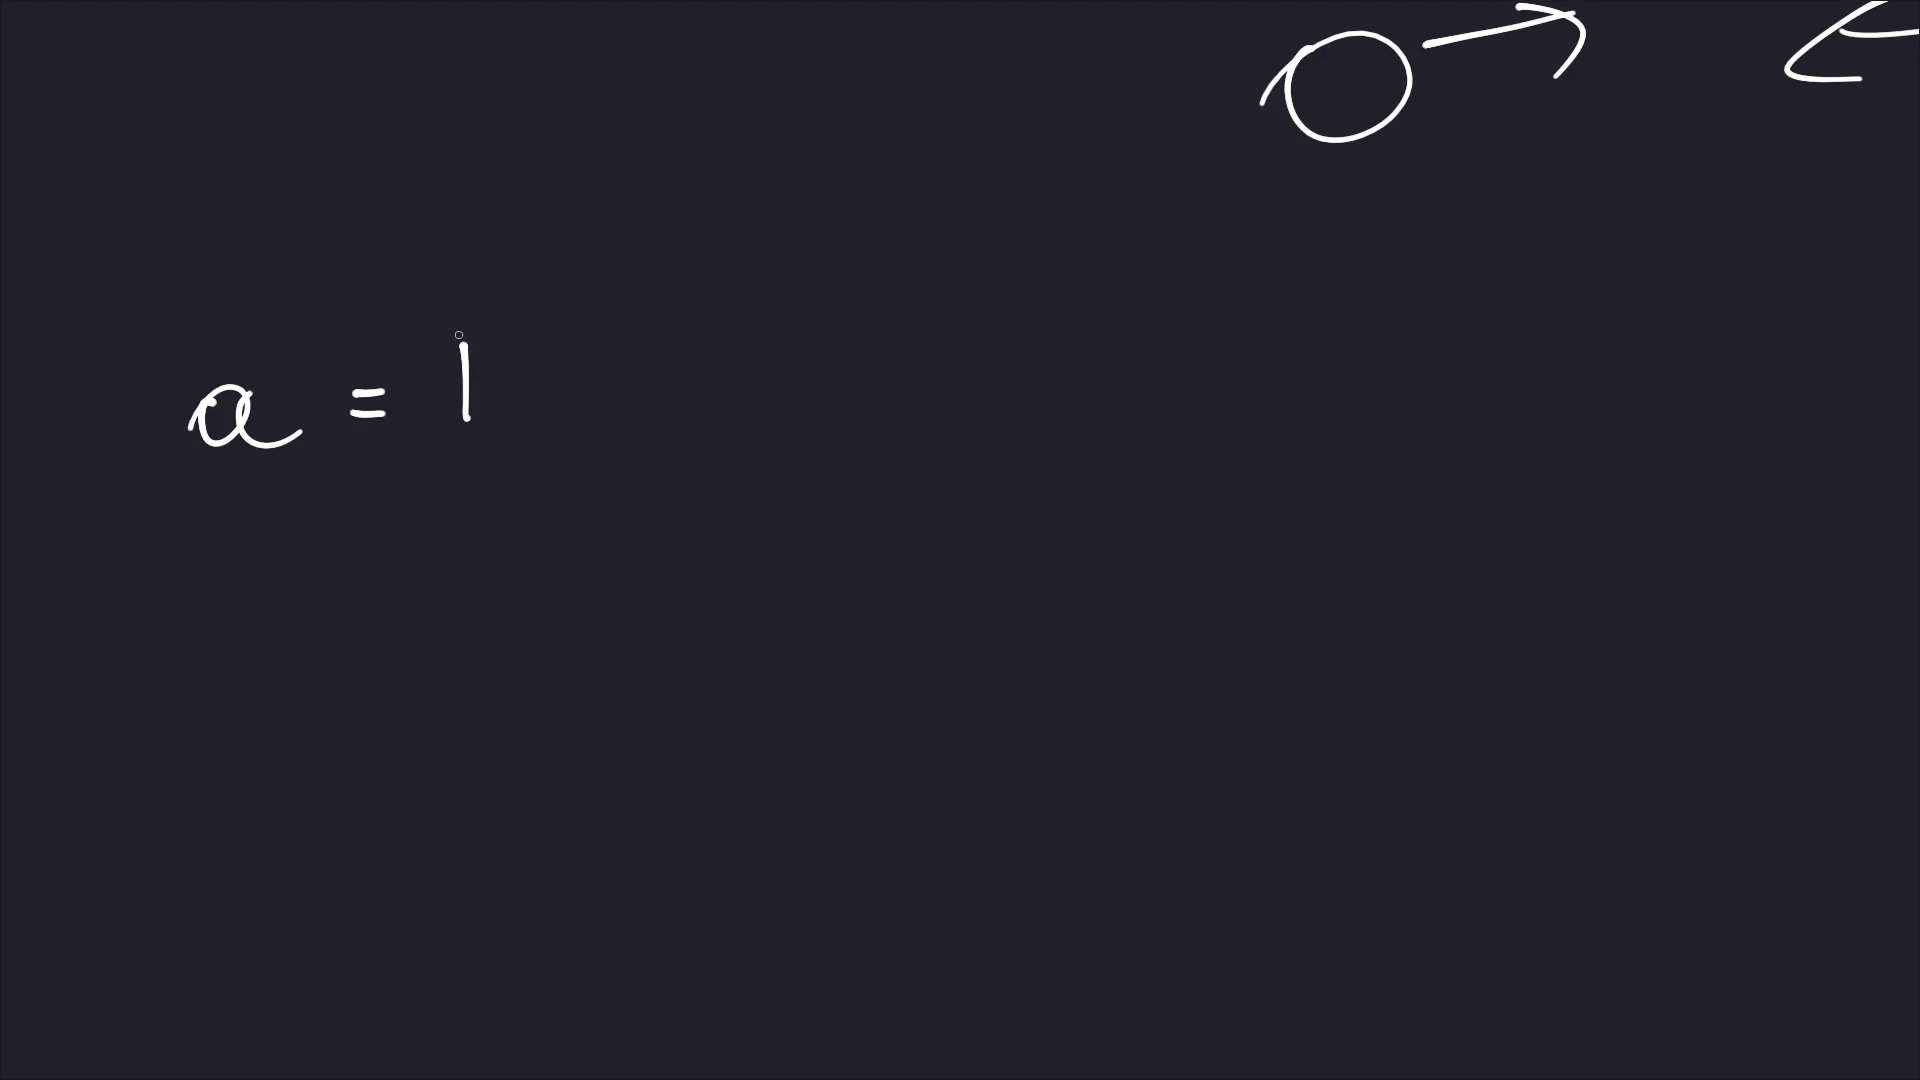 a = 1